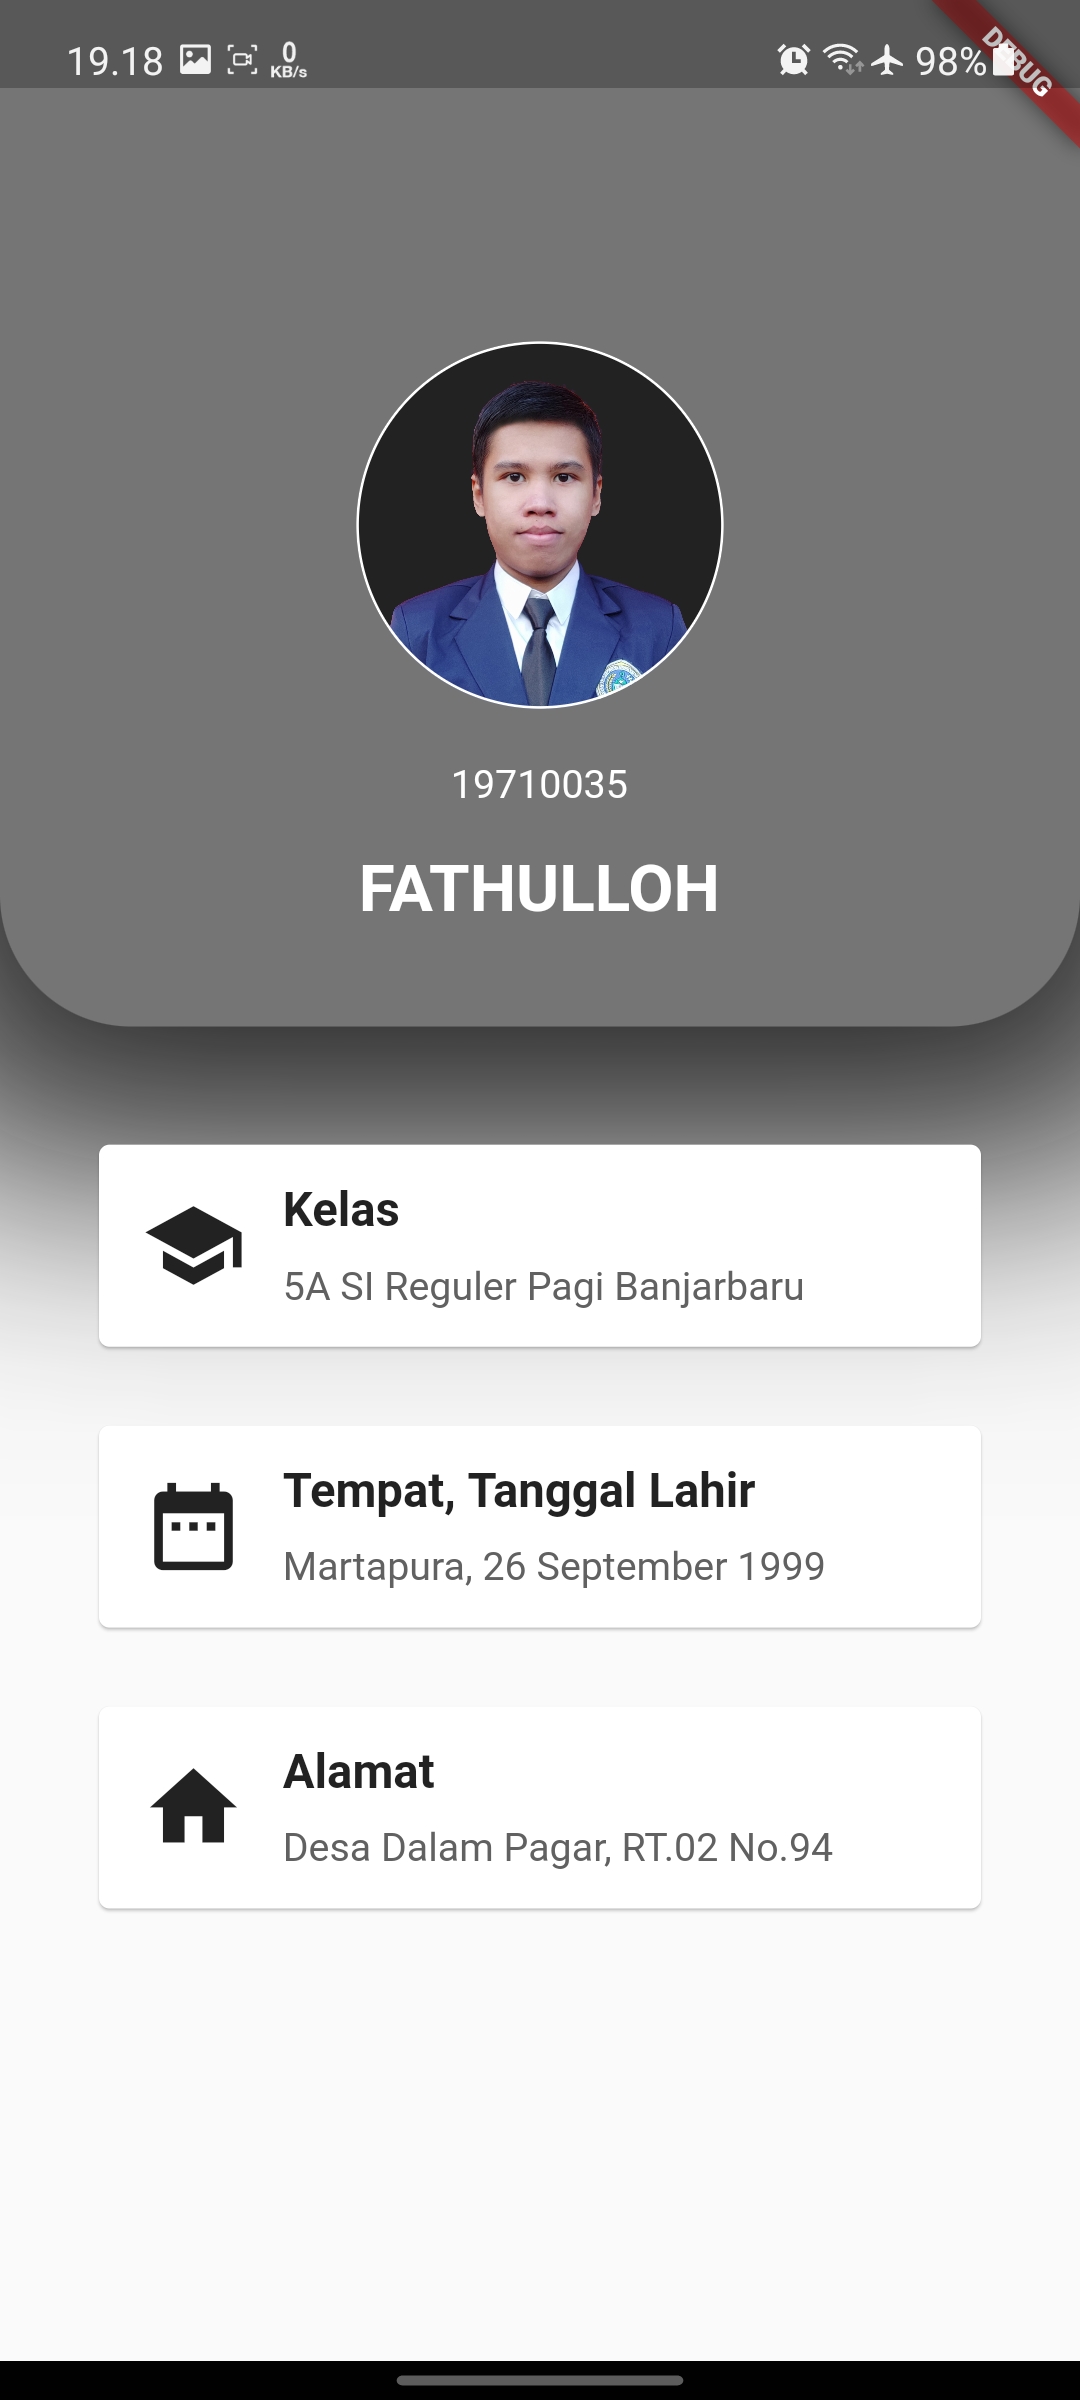 19.18 0 KB/s 98%
DEBUG
19710035
FATHULLOH
Kelas
5A SI Reguler Pagi Banjarbaru
Tempat, Tanggal Lahir
Martapura, 26 September 1999
Alamat
Desa Dalam Pagar, RT.02 No.94